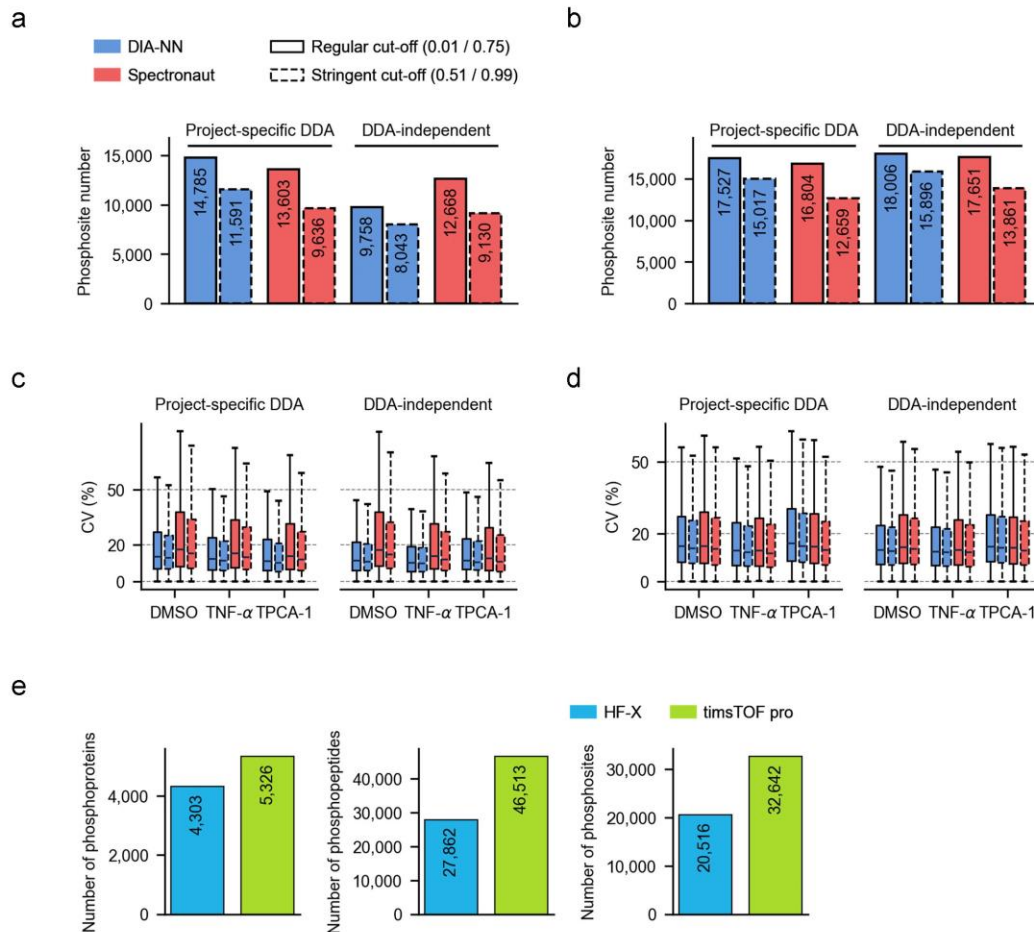 a
b
DIA-NN
Regular cut-off (0.01 / 0.75)
Spectronaut
Stringent cut-off (0.51 / 0.99)
Project-specific DDA
DDA-independent
Phosphosite number
15,000
10,000
5,000
0
14,785
11,591
13,603
9,636
9,758
8,043
12,668
9,130
Project-specific DDA
DDA-independent
Phosphosite number
15,000
10,000
5,000
0
17,527
15,017
16,804
12,659
18,006
15,896
17,651
13,861
c
d
Project-specific DDA
DDA-independent
CV (%)
50
20
0
DMSO TNF-α TPCA-1
DMSO TNF-α TPCA-1
Project-specific DDA
DDA-independent
CV (%)
50
20
0
DMSO TNF-α TPCA-1
DMSO TNF-α TPCA-1
e
HF-X
timsTOF pro
Number of phosphoproteins
4,000
2,000
0
4,303
5,326
Number of phosphopeptides
40,000
30,000
20,000
10,000
0
27,862
46,513
Number of phosphosites
30,000
20,000
10,000
0
20,516
32,642